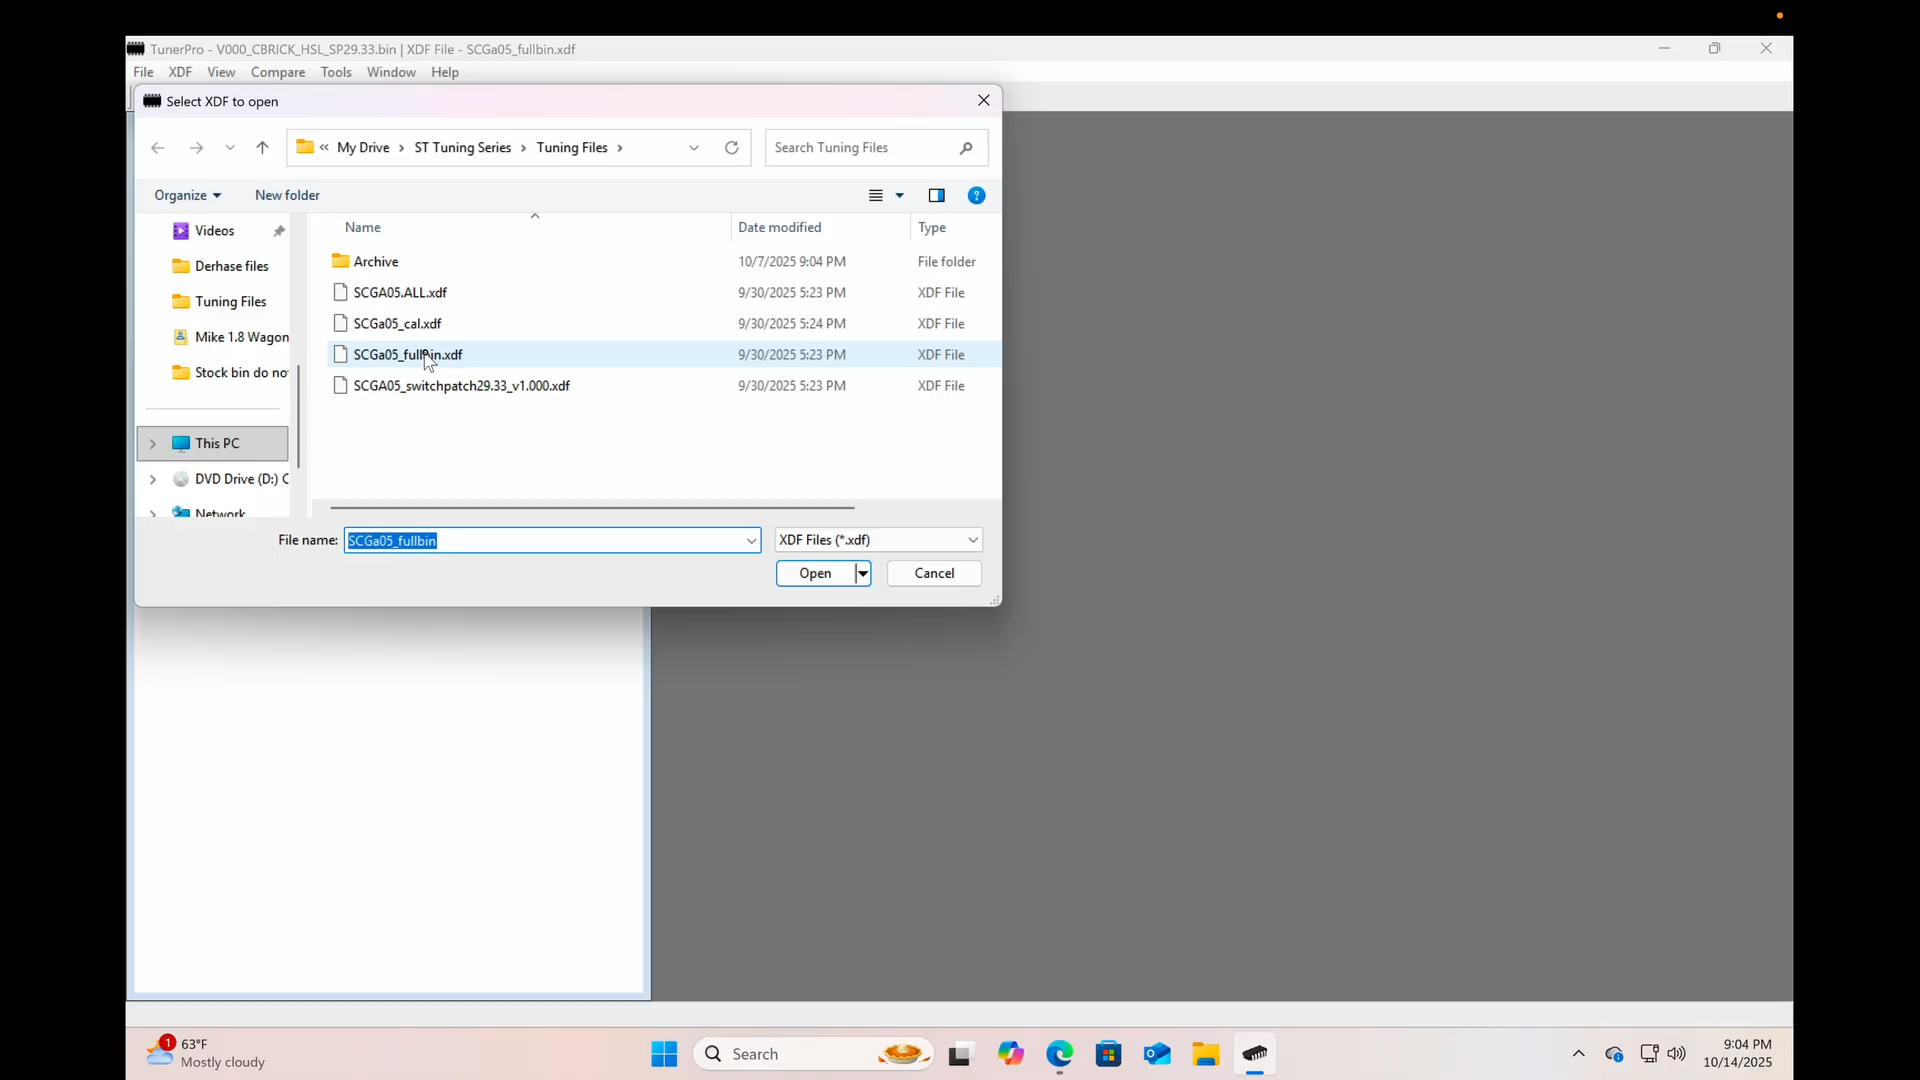 TunerPro - V000_CBRICK_HSL_SP29.33.bin | XDF File - SCGa05_fullbin.xdf
File XDF View Compare Tools Window Help
Select XDF to open
« My Drive › ST Tuning Series › Tuning Files ›
Search Tuning Files
Organize
New folder
Name
Date modified
Type
Videos
Derhase files
Tuning Files
Mike 1.8 Wagon
Stock bin do no
This PC
DVD Drive (D:) C
Network
Archive 10/7/2025 9:04 PM File folder
SCGA05.ALL.xdf 9/30/2025 5:23 PM XDF File
SCGa05_cal.xdf 9/30/2025 5:24 PM XDF File
SCGa05_fullbin.xdf 9/30/2025 5:23 PM XDF File
SCGA05_switchpatch29.33_v1.000.xdf 9/30/2025 5:23 PM XDF File
File name: SCGa05_fullbin
XDF Files (*.xdf)
Open
Cancel
1
63°F
Mostly cloudy
Search
9:04 PM
10/14/2025